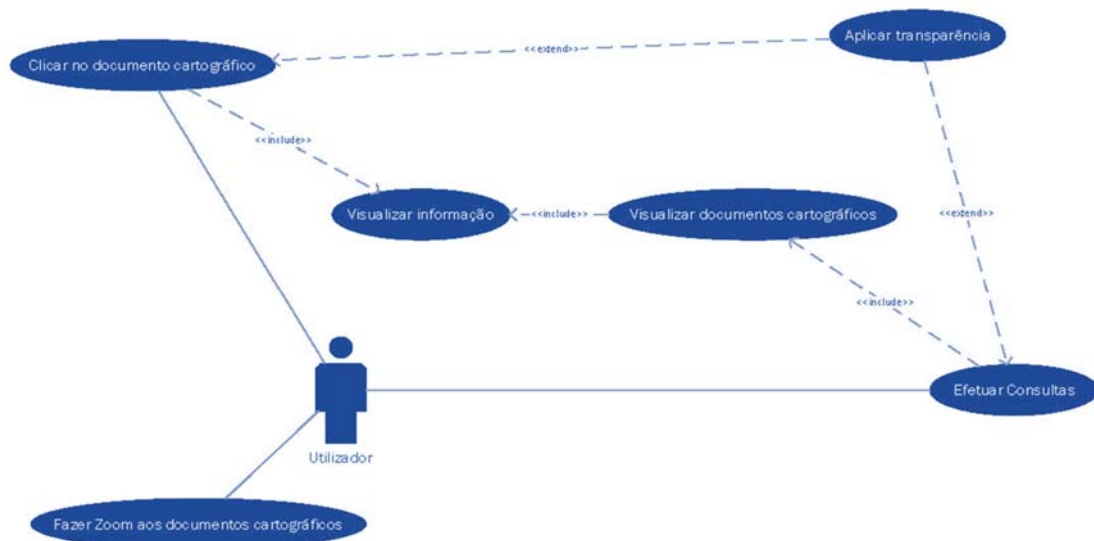 Aplicar transparência
<<extend>>
Clicar no documento cartográfico
<<include>>
Visualizar informação
<<include>>
Visualizar documentos cartográficos
<<extend>>
<<include>>
Efetuar Consultas
Utilizador
Fazer Zoom aos documentos cartográficos